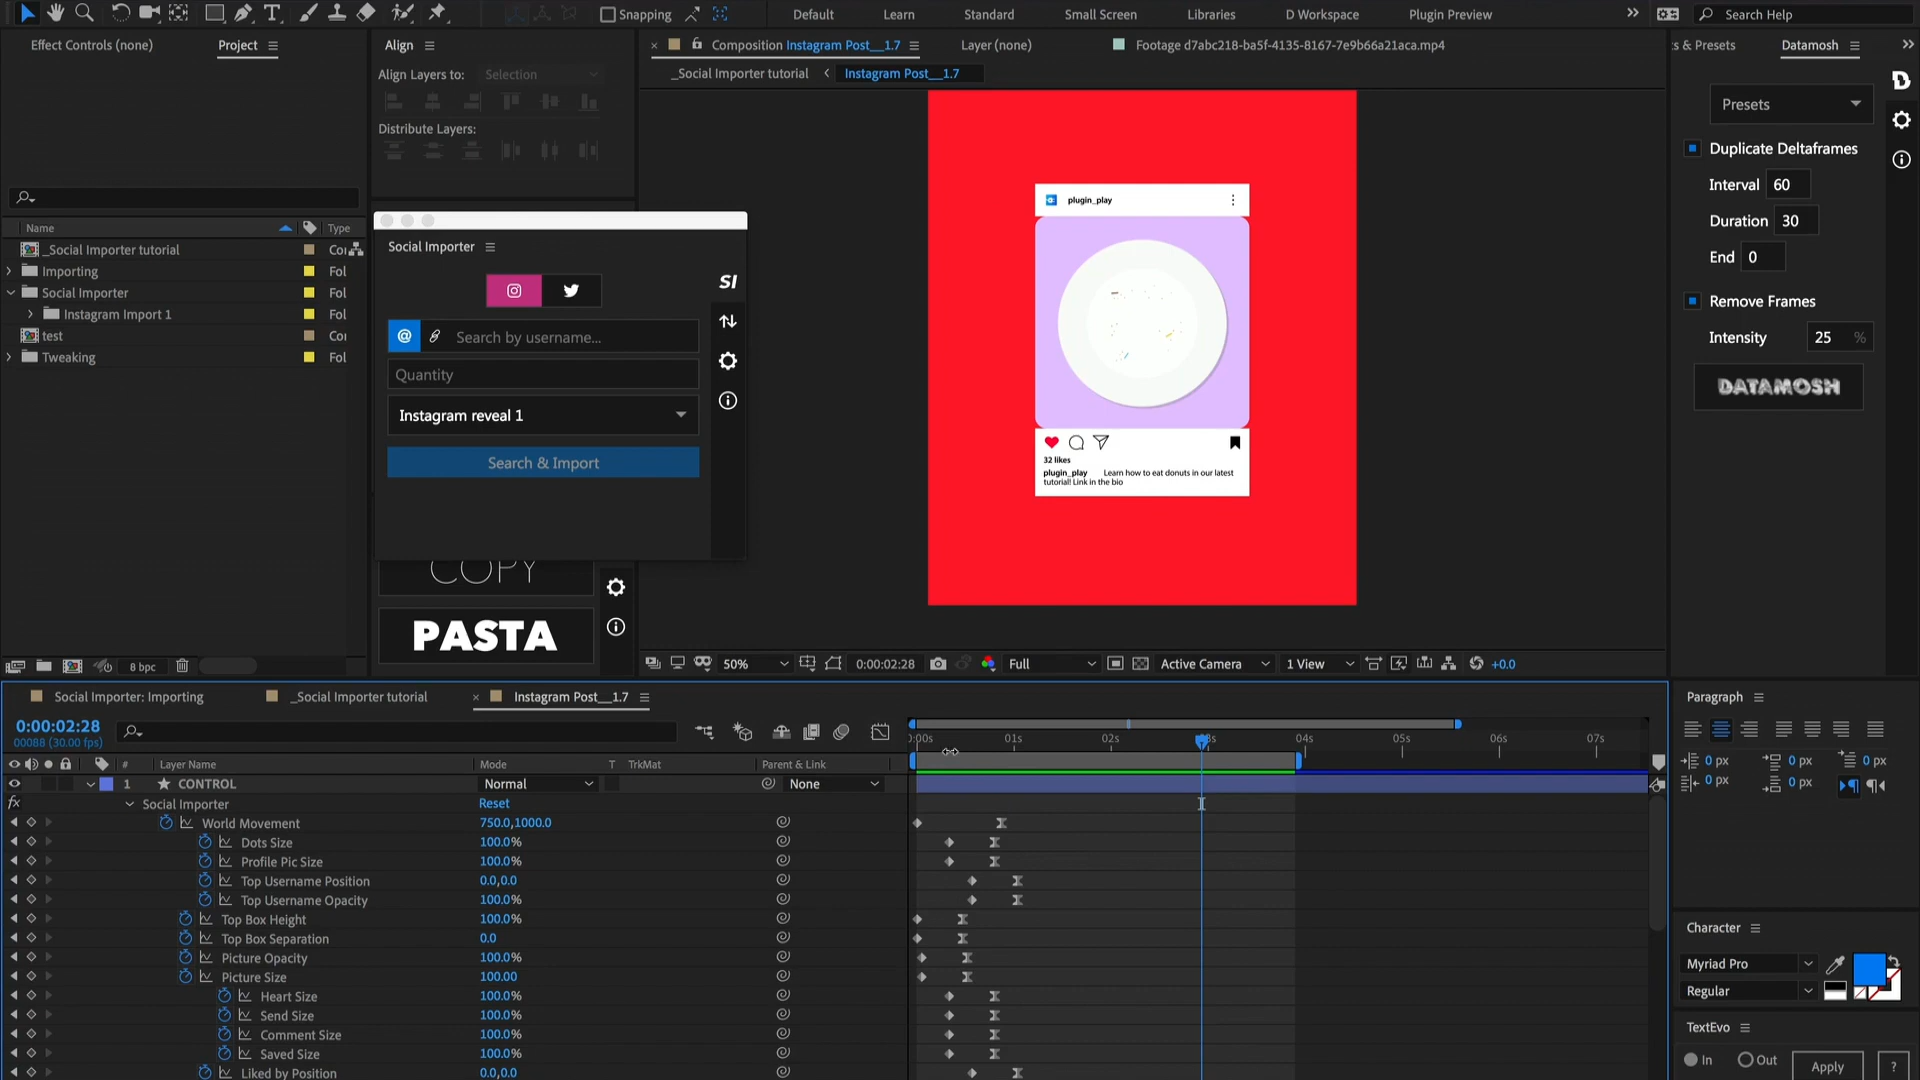 Snapping
Default
Learn
Standard
Small Screen
Libraries
D Workspace
Plugin Preview
Search Help
Effect Controls (none)
Project
Align
Composition Instagram Post__1.7
Layer (none)
Footage d7abc218-ba5f-4135-8167-7e9b66a21aca.mp4
s & Presets
Datamosh
Align Layers to:
Selection
_Social Importer tutorial
Instagram Post__1.7
Presets
Distribute Layers:
Duplicate Deltaframes
Interval 60
Duration 30
End 0
Remove Frames
Intensity 25 %
DATAMOSH
Name
Type
_Social Importer tutorial
Importing
Fol
Social Importer
Fol
Instagram Import 1
Fol
test
Tweaking
Fol
Social Importer
SI
@
Search by username...
Quantity
Instagram reveal 1
Search & Import
COPY
PASTA
plugin_play
32 likes
plugin_play Learn how to eat donuts in our latest
tutorial! Link in the bio
8 bpc
50%
0:00:02:28
Full
Active Camera
1 View
+0.0
Social Importer: Importing
_Social Importer tutorial
Instagram Post__1.7
0:00:02:28
00088 (30.00 fps)
0:00s
01s
02s
04s
05s
06s
07s
#
Layer Name
Mode
T
TrkMat
Parent & Link
1
CONTROL
Normal
None
fx
Social Importer
Reset
World Movement
750.0,1000.0
Dots Size
100.0%
Profile Pic Size
100.0%
Top Username Position
0.0,0.0
Top Username Opacity
100.0%
Top Box Height
100.0%
Top Box Separation
0.0
Picture Opacity
100.0%
Picture Size
100.00
Heart Size
100.0%
Send Size
100.0%
Comment Size
100.0%
Saved Size
100.0%
Liked by Position
0.0,0.0
Paragraph
0 px
0 px
0 px
0 px
0 px
Character
Myriad Pro
Regular
TextEvo
In
Out
Apply
?